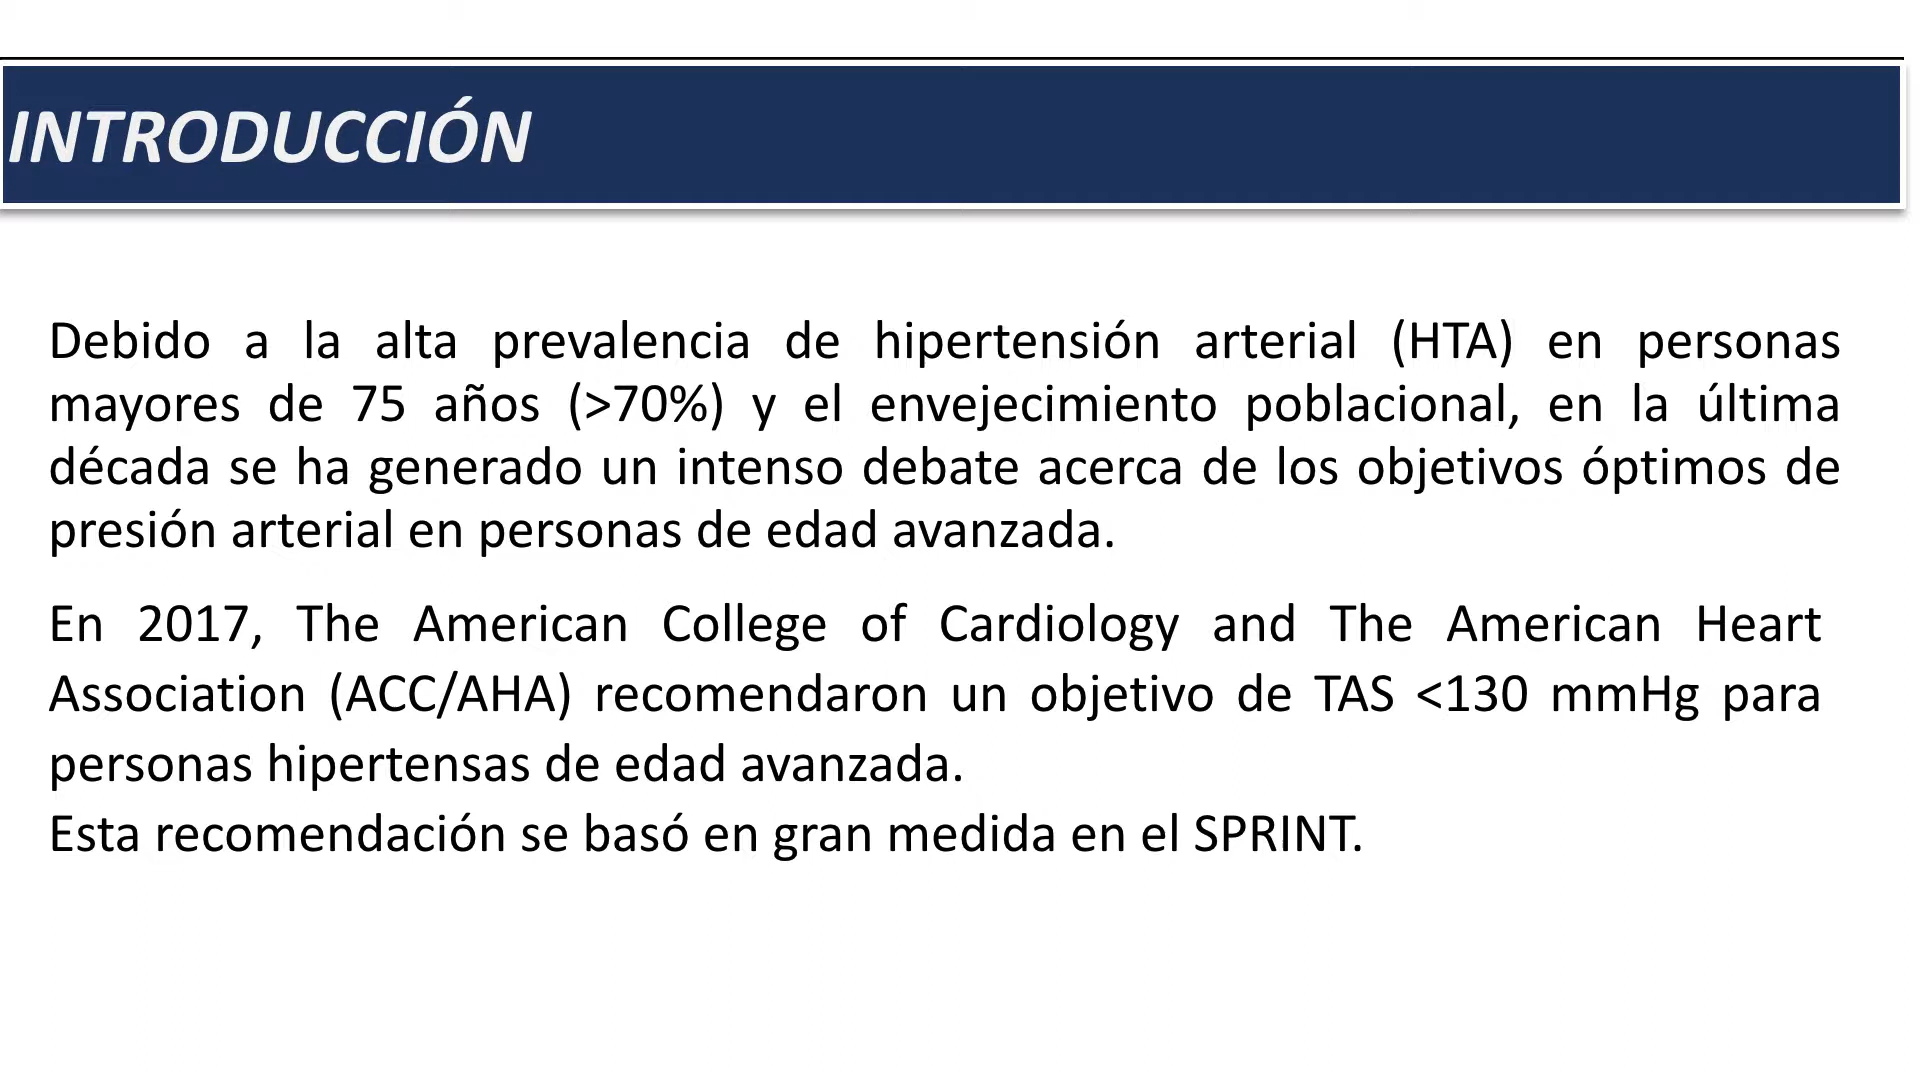 INTRODUCCIÓN
Debido a la alta prevalencia de hipertensión arterial (HTA) en personas
mayores de 75 años (>70%) y el envejecimiento poblacional, en la última
década se ha generado un intenso debate acerca de los objetivos óptimos de
presión arterial en personas de edad avanzada.
En 2017, The American College of Cardiology and The American Heart
Association (ACC/AHA) recomendaron un objetivo de TAS <130 mmHg para
personas hipertensas de edad avanzada.
Esta recomendación se basó en gran medida en el SPRINT.